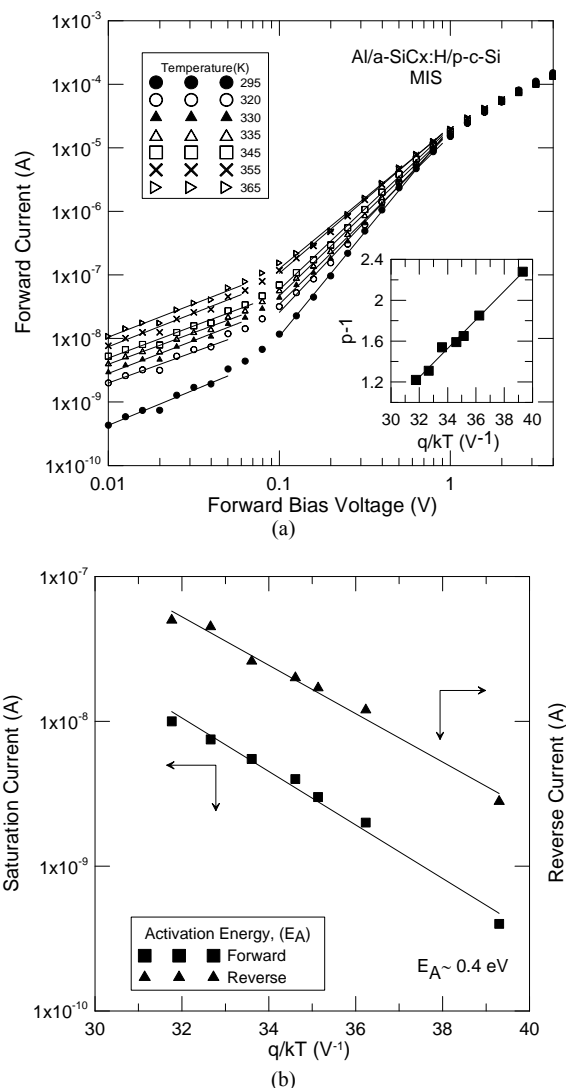 1x10-3
1x10-4
1x10-5
1x10-6
1x10-7
1x10-8
1x10-9
1x10-10
Forward Current (A)
Temperature(K)
295
320
330
335
345
355
365
Al/a-SiCx:H/p-c-Si
MIS
2.4
2
1.6
1.2
p-1
30 32 34 36 38 40
q/kT (V-1)
0.01 0.1 1
Forward Bias Voltage (V)
(a)
1x10-7
1x10-8
1x10-9
1x10-10
Saturation Current (A)
Reverse Current (A)
Activation Energy, (EA)
Forward
Reverse
EA~ 0.4 eV
30 32 34 36 38 40
q/kT (V-1)
(b)